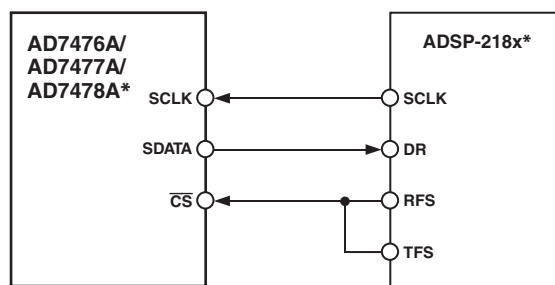 AD7476A/
AD7477A/
AD7478A*
ADSP-218x*
SCLK
SCLK
SDATA
DR
CS
RFS
TFS